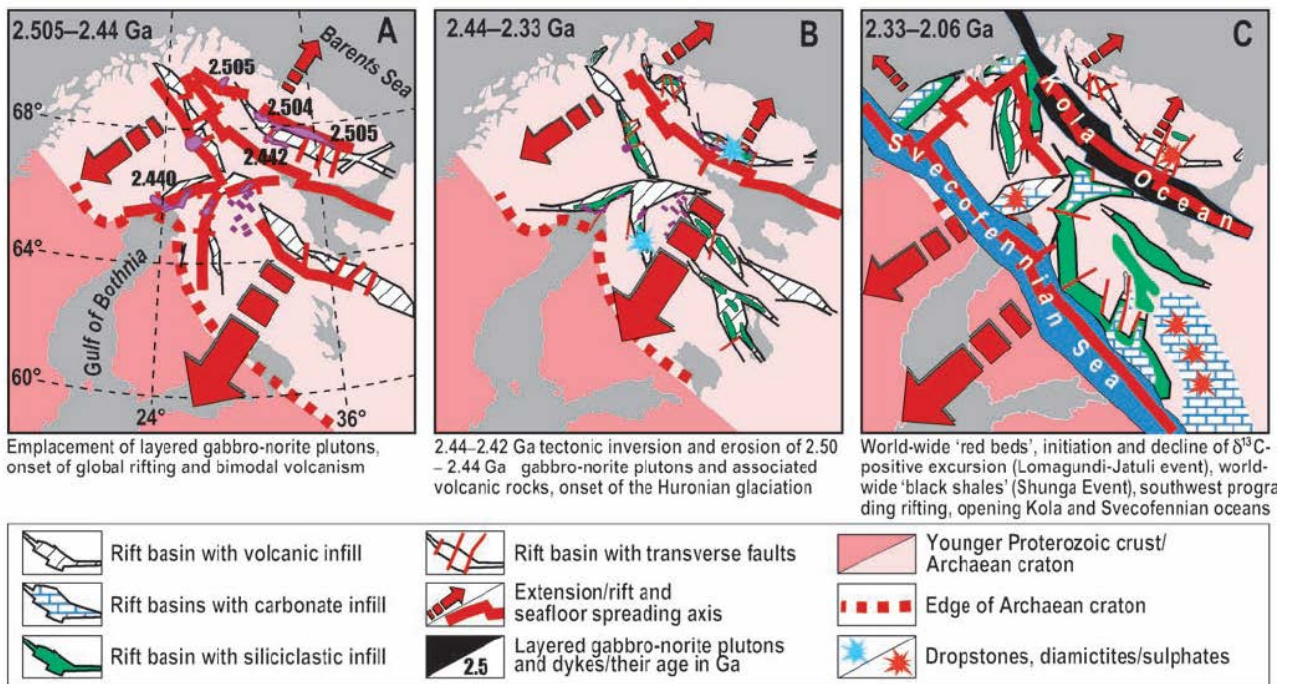 2.505–2.44 Ga
A
Barents Sea
2.505
2.504
2.505
2.442
2.440
68°
64°
60°
24°
36°
Gulf of Bothnia
Emplacement of layered gabbro-norite plutons,
onset of global rifting and bimodal volcanism
2.44–2.33 Ga
B
2.44–2.42 Ga tectonic inversion and erosion of 2.50
– 2.44 Ga gabbro-norite plutons and associated
volcanic rocks, onset of the Huronian glaciation
2.33–2.06 Ga
C
Kola Ocean
Svecofennian Sea
World-wide ‘red beds’, initiation and decline of δ¹³C-
positive excursion (Lomagundi-Jatuli event), world-
wide ‘black shales’ (Shunga Event), southwest progra
ding rifting, opening Kola and Svecofennian oceans
Rift basin with volcanic infill
Rift basins with carbonate infill
Rift basin with siliciclastic infill
Rift basin with transverse faults
Extension/rift and
seafloor spreading axis
2.5
Layered gabbro-norite plutons
and dykes/their age in Ga
Younger Proterozoic crust/
Archaean craton
Edge of Archaean craton
Dropstones, diamictites/sulphates